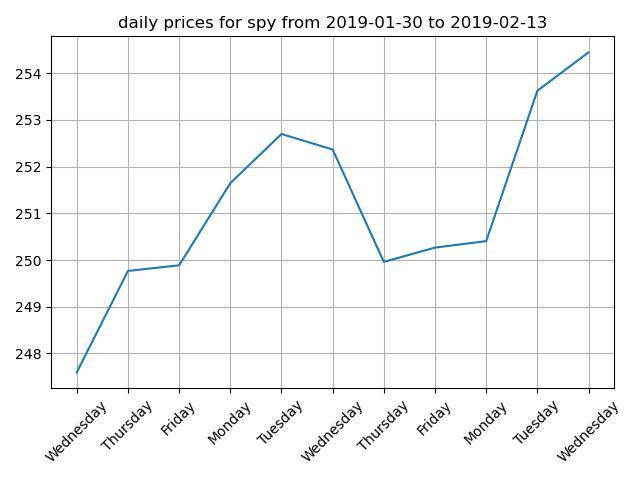 daily prices for spy from 2019-01-30 to 2019-02-13
254
253
252
251
250
249
248
Wednesday
Thursday
Friday
Monday
Tuesday
Wednesday
Thursday
Friday
Monday
Tuesday
Wednesday